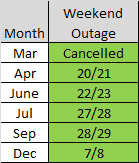 Month Weekend Outage
Mar Cancelled
Apr 20/21
June 22/23
Jul 27/28
Sep 28/29
Dec 7/8